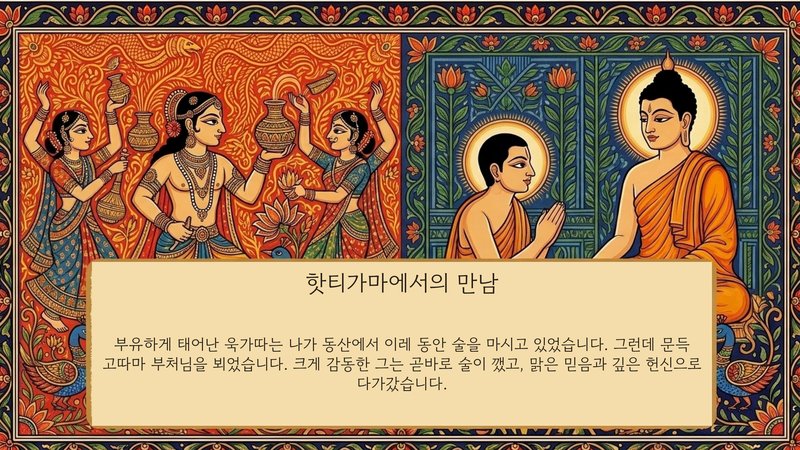 핫티가마에서의 만남
부유하게 태어난 욱가따는 나가 동산에서 이레 동안 술을 마시고 있었습니다. 그런데 문득
고따마 부처님을 뵈었습니다. 크게 감동한 그는 곧바로 술이 깼고, 맑은 믿음과 깊은 헌신으로
다가갔습니다.